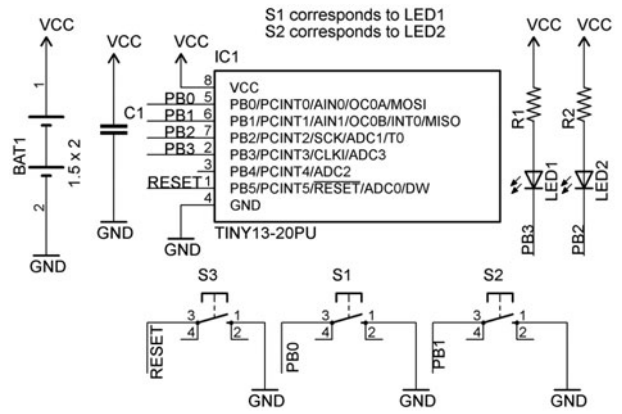 S1 corresponds to LED1
S2 corresponds to LED2
VCC
VCC
VCC
IC1
VCC
VCC
1
BAT1
1.5 x 2
2
GND
C1
GND
8
VCC
PB0 5 PB0/PCINT0/AIN0/OC0A/MOSI
PB1 6 PB1/PCINT1/AIN1/OC0B/INT0/MISO
PB2 7 PB2/PCINT2/SCK/ADC1/T0
PB3 2 PB3/PCINT3/CLKI/ADC3
3 PB4/PCINT4/ADC2
RESET 1 PB5/PCINT5/RESET/ADC0/DW
4 GND
GND
TINY13-20PU
R1
LED1
PB3
R2
LED2
PB2
S3
3 1
4 2
RESET
GND
S1
3 1
4 2
PB0
GND
S2
3 1
4 2
PB1
GND